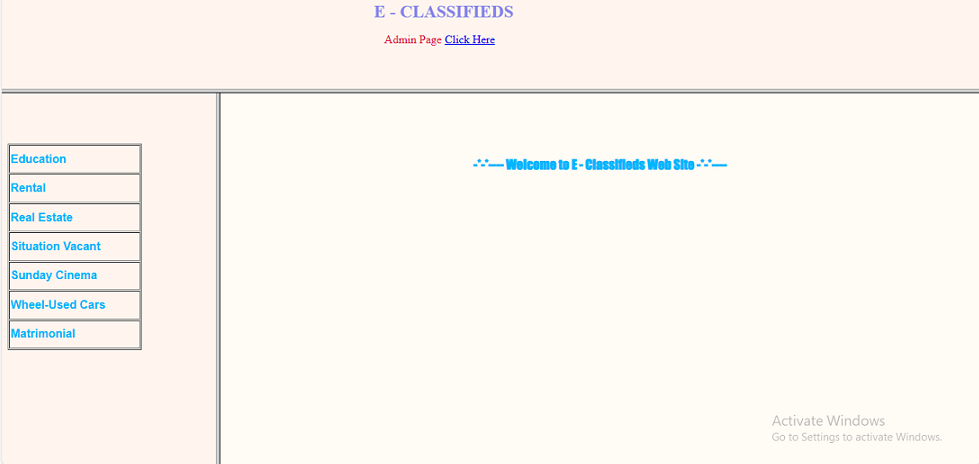 E - CLASSIFIEDS
Admin Page Click Here
Education
Rental
Real Estate
Situation Vacant
Sunday Cinema
Wheel-Used Cars
Matrimonial
-*-*---- Welcome to E - Classifieds Web Site -*-*----
Activate Windows
Go to Settings to activate Windows.